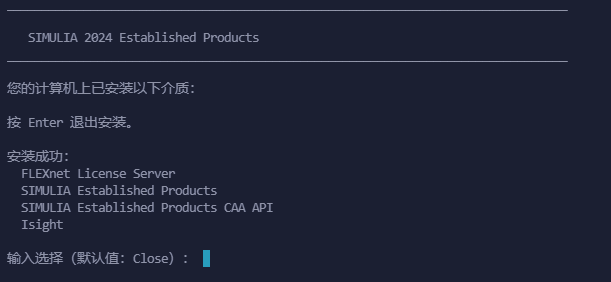 SIMULIA 2024 Established Products
您的计算机上已安装以下介质:
按 Enter 退出安装。
安装成功:
FLEXnet License Server
SIMULIA Established Products
SIMULIA Established Products CAA API
Isight
输入选择（默认值: Close）: